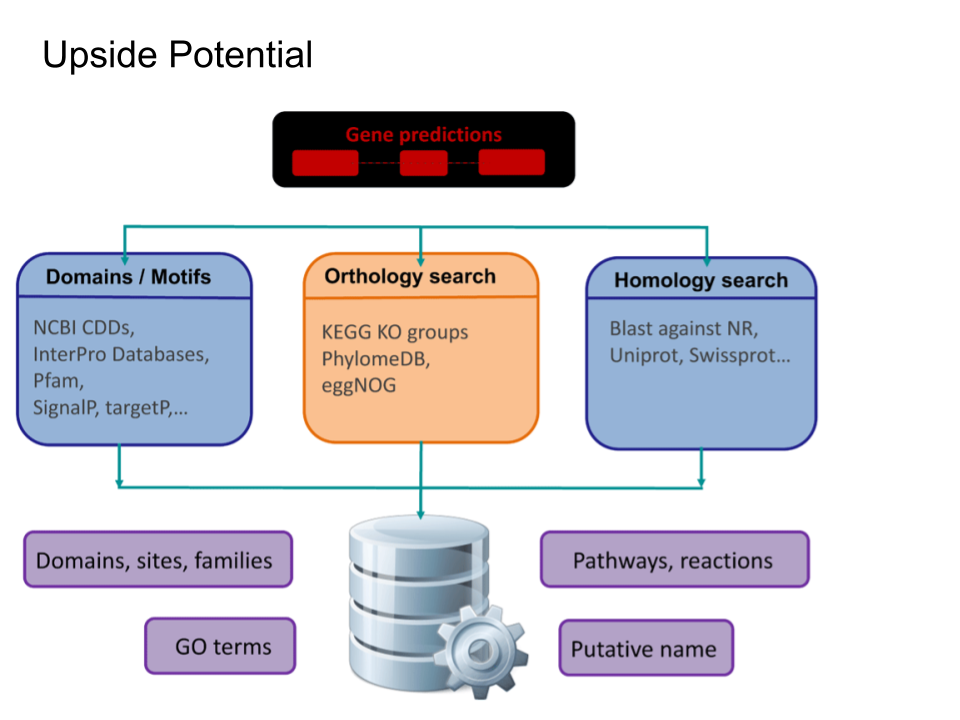 Upside Potential
Gene predictions
Domains / Motifs
NCBI CDDs,
InterPro Databases,
Pfam,
SignalP, targetP,...
Orthology search
KEGG KO groups
PhylomeDB,
eggNOG
Homology search
Blast against NR,
Uniprot, Swissprot...
Domains, sites, families
Pathways, reactions
GO terms
Putative name